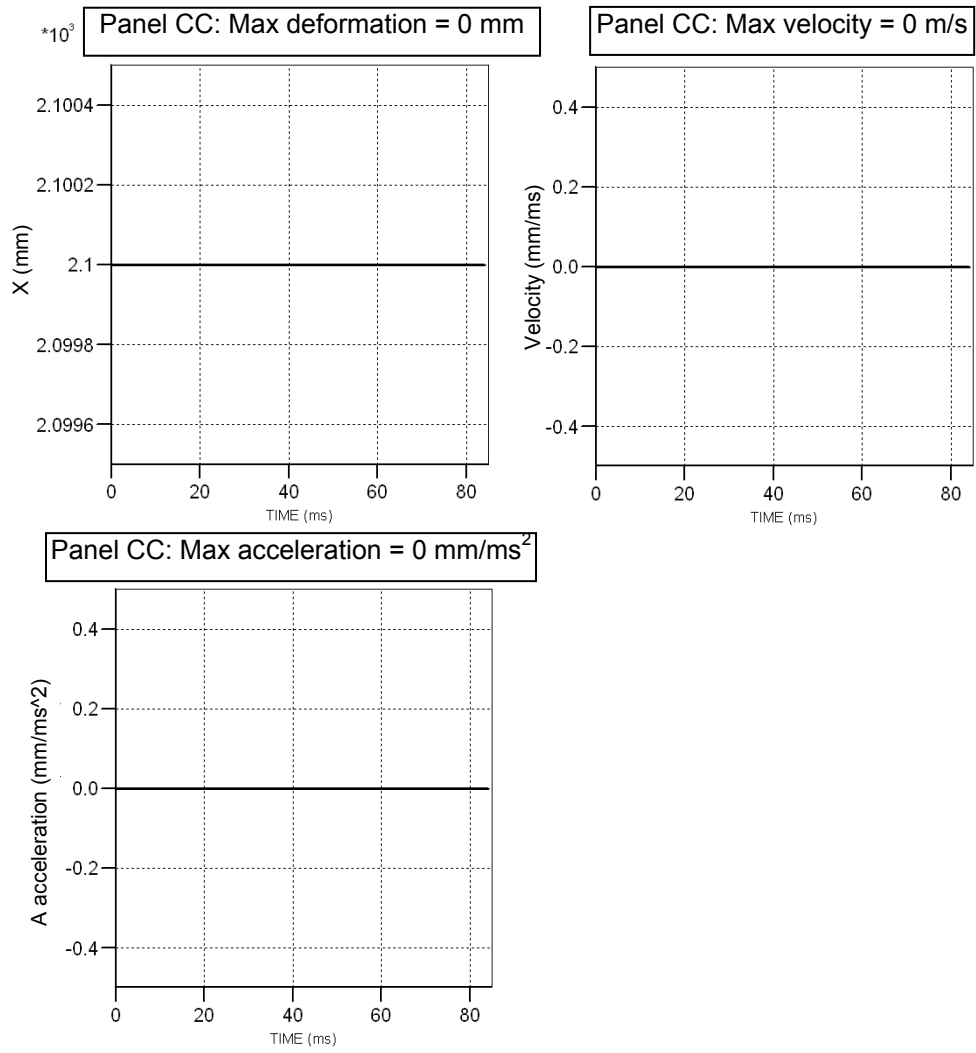 Panel CC: Max deformation = 0 mm
*10³
2.1004
2.1002
2.1
2.0998
2.0996
X (mm)
0 20 40 60 80
TIME (ms)
Panel CC: Max velocity = 0 m/s
0.4
0.2
0.0
-0.2
-0.4
Velocity (mm/ms)
0 20 40 60 80
TIME (ms)
Panel CC: Max acceleration = 0 mm/ms²
0.4
0.2
0.0
-0.2
-0.4
A acceleration (mm/ms^2)
0 20 40 60 80
TIME (ms)